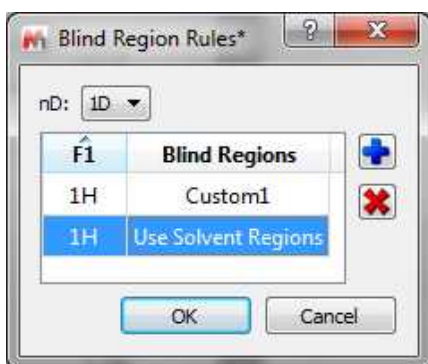 Blind Region Rules*
nD: 1D
F1 Blind Regions
1H Custom1
1H Use Solvent Regions
OK Cancel